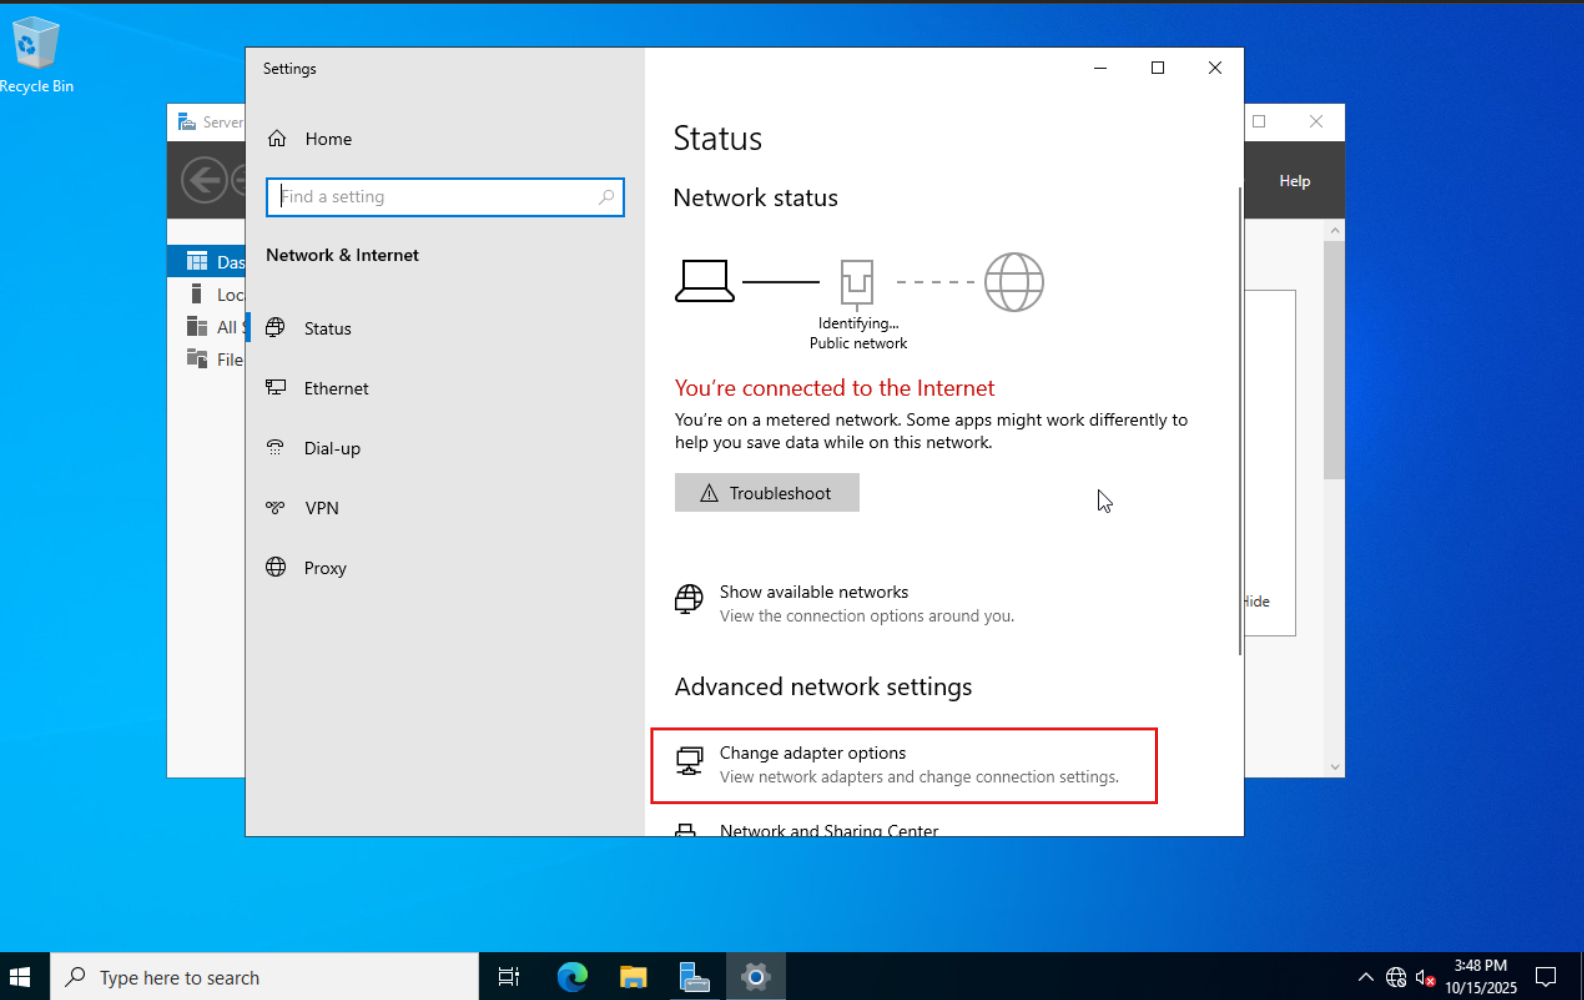 Recycle Bin
Server
Help
Das
Loc
All S
File
Hide
Settings
Home
Find a setting
Network & Internet
Status
Ethernet
Dial-up
VPN
Proxy
Status
Network status
Identifying...
Public network
You're connected to the Internet
You're on a metered network. Some apps might work differently to
help you save data while on this network.
Troubleshoot
Show available networks
View the connection options around you.
Advanced network settings
Change adapter options
View network adapters and change connection settings.
Network and Sharing Center
Type here to search
3:48 PM
10/15/2025